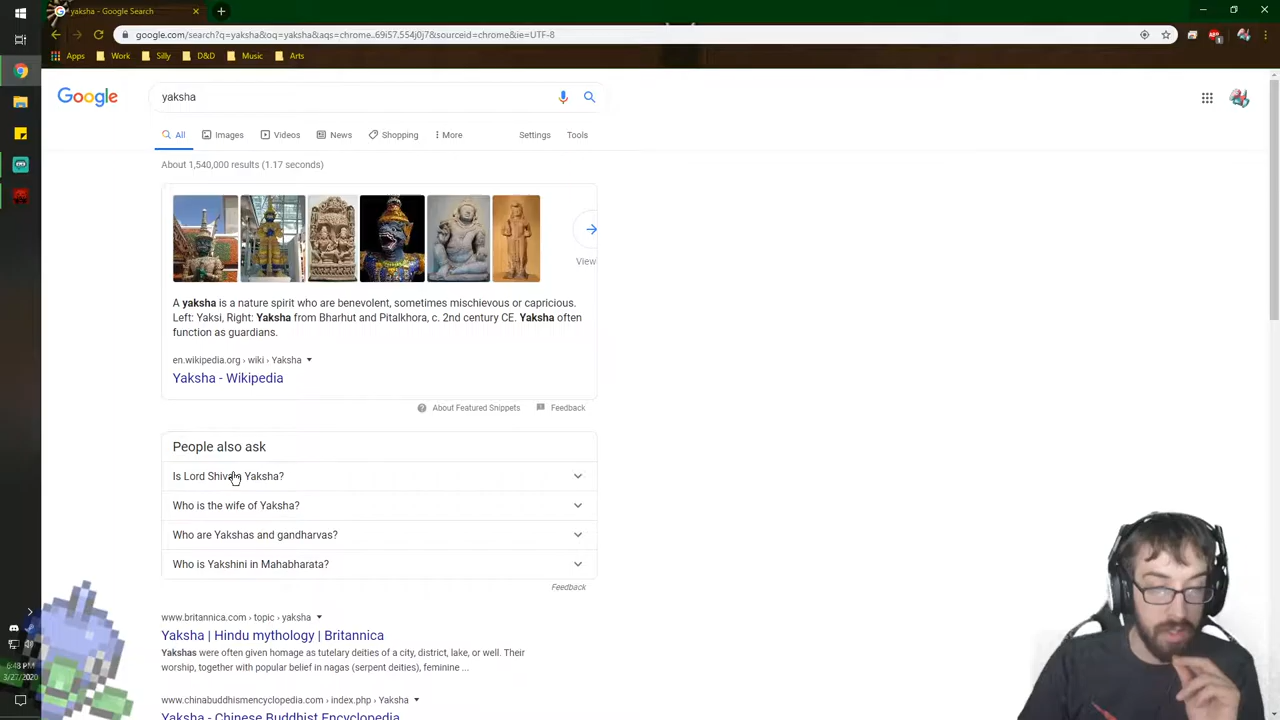 yaksha - Google Search
google.com/search?q=yaksha&oq=yaksha&aqs=chrome..69i57.554j0j7&sourceid=chrome&ie=UTF-8
Apps Work Silly D&D Music Arts
Google yaksha
All Images Videos News Shopping More Settings Tools
About 1,540,000 results (1.17 seconds)
View
A yaksha is a nature spirit who are benevolent, sometimes mischievous or capricious.
Left: Yaksi, Right: Yaksha from Bharhut and Pitalkhora, c. 2nd century CE. Yaksha often
function as guardians.
en.wikipedia.org › wiki › Yaksha
Yaksha - Wikipedia
About Featured Snippets Feedback
People also ask
Is Lord Shiva Yaksha?
Who is the wife of Yaksha?
Who are Yakshas and gandharvas?
Who is Yakshini in Mahabharata?
Feedback
www.britannica.com › topic › yaksha
Yaksha | Hindu mythology | Britannica
Yakshas were often given homage as tutelary deities of a city, district, lake, or well. Their
worship, together with popular belief in nagas (serpent deities), feminine ...
www.chinabuddhismencyclopedia.com › index.php › Yaksha
Yaksha - Chinese Buddhist Encyclopedia
6:48 PM
3/27/2020